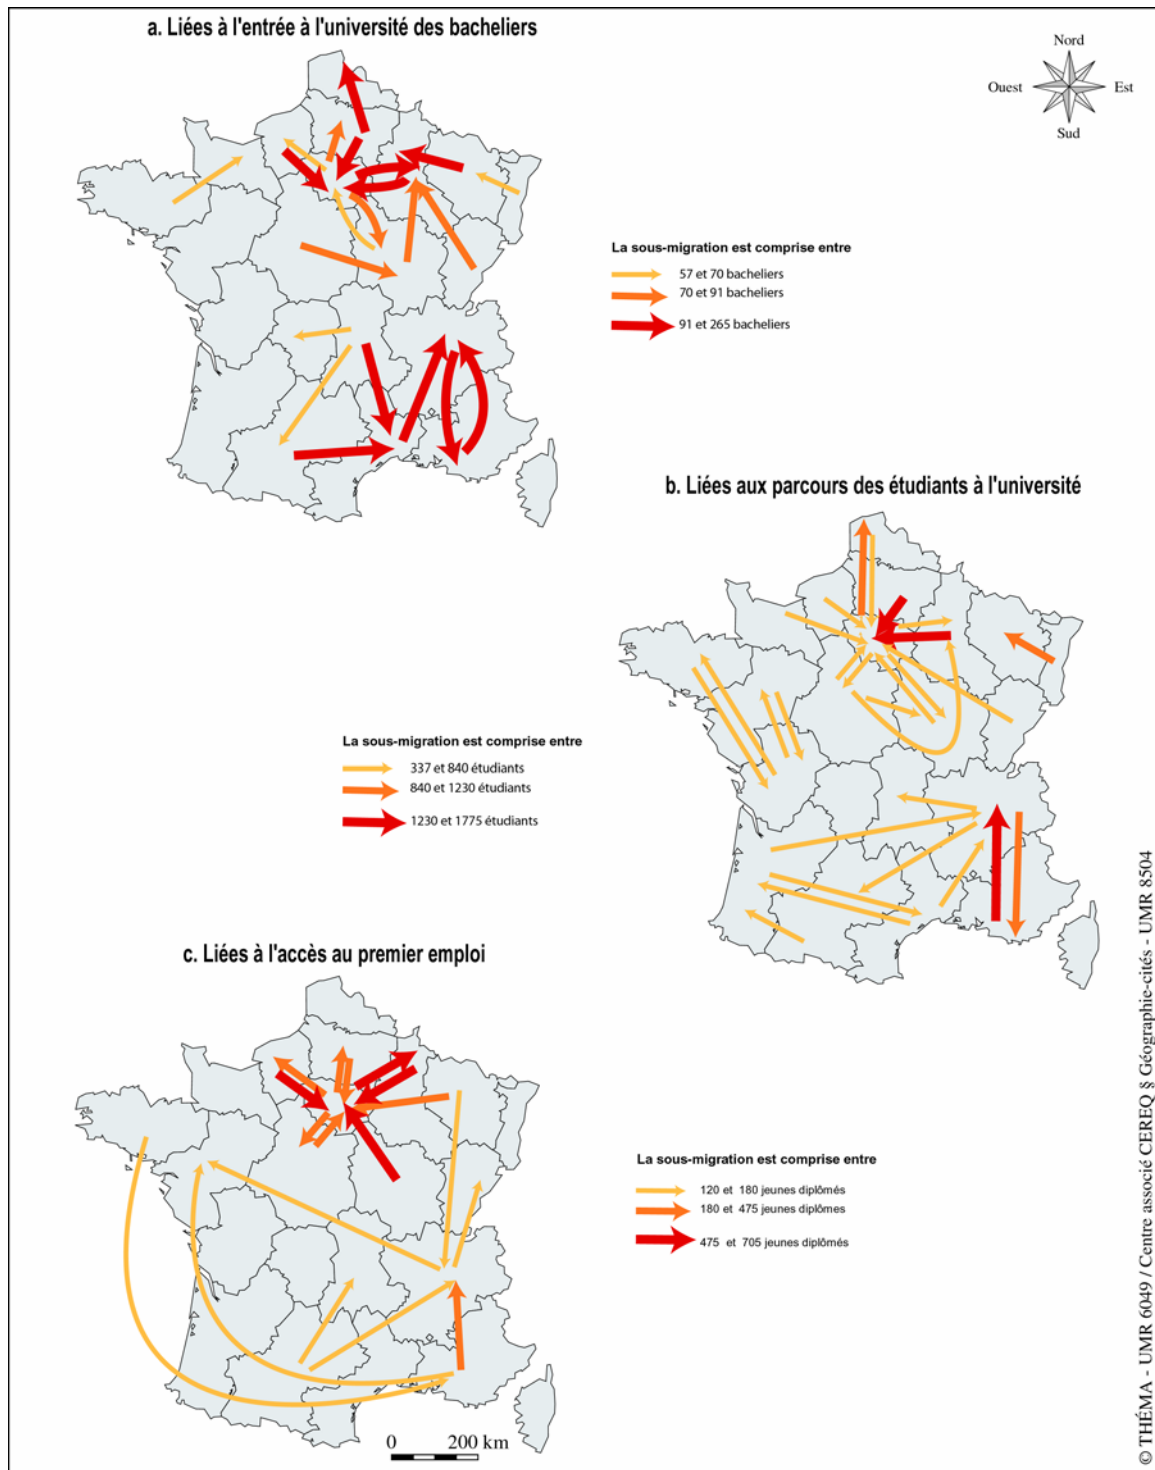 a. Liées à l'entrée à l'université des bacheliers
Nord
Ouest
Est
Sud
La sous-migration est comprise entre
57 et 70 bacheliers
70 et 91 bacheliers
91 et 265 bacheliers
b. Liées aux parcours des étudiants à l'université
La sous-migration est comprise entre
337 et 840 étudiants
840 et 1230 étudiants
1230 et 1775 étudiants
c. Liées à l'accès au premier emploi
La sous-migration est comprise entre
120 et 180 jeunes diplômés
180 et 475 jeunes diplômes
475 et 705 jeunes diplômés
0 200 km
© THÉMA - UMR 6049 / Centre associé CEREQ § Géographie-cités - UMR 8504